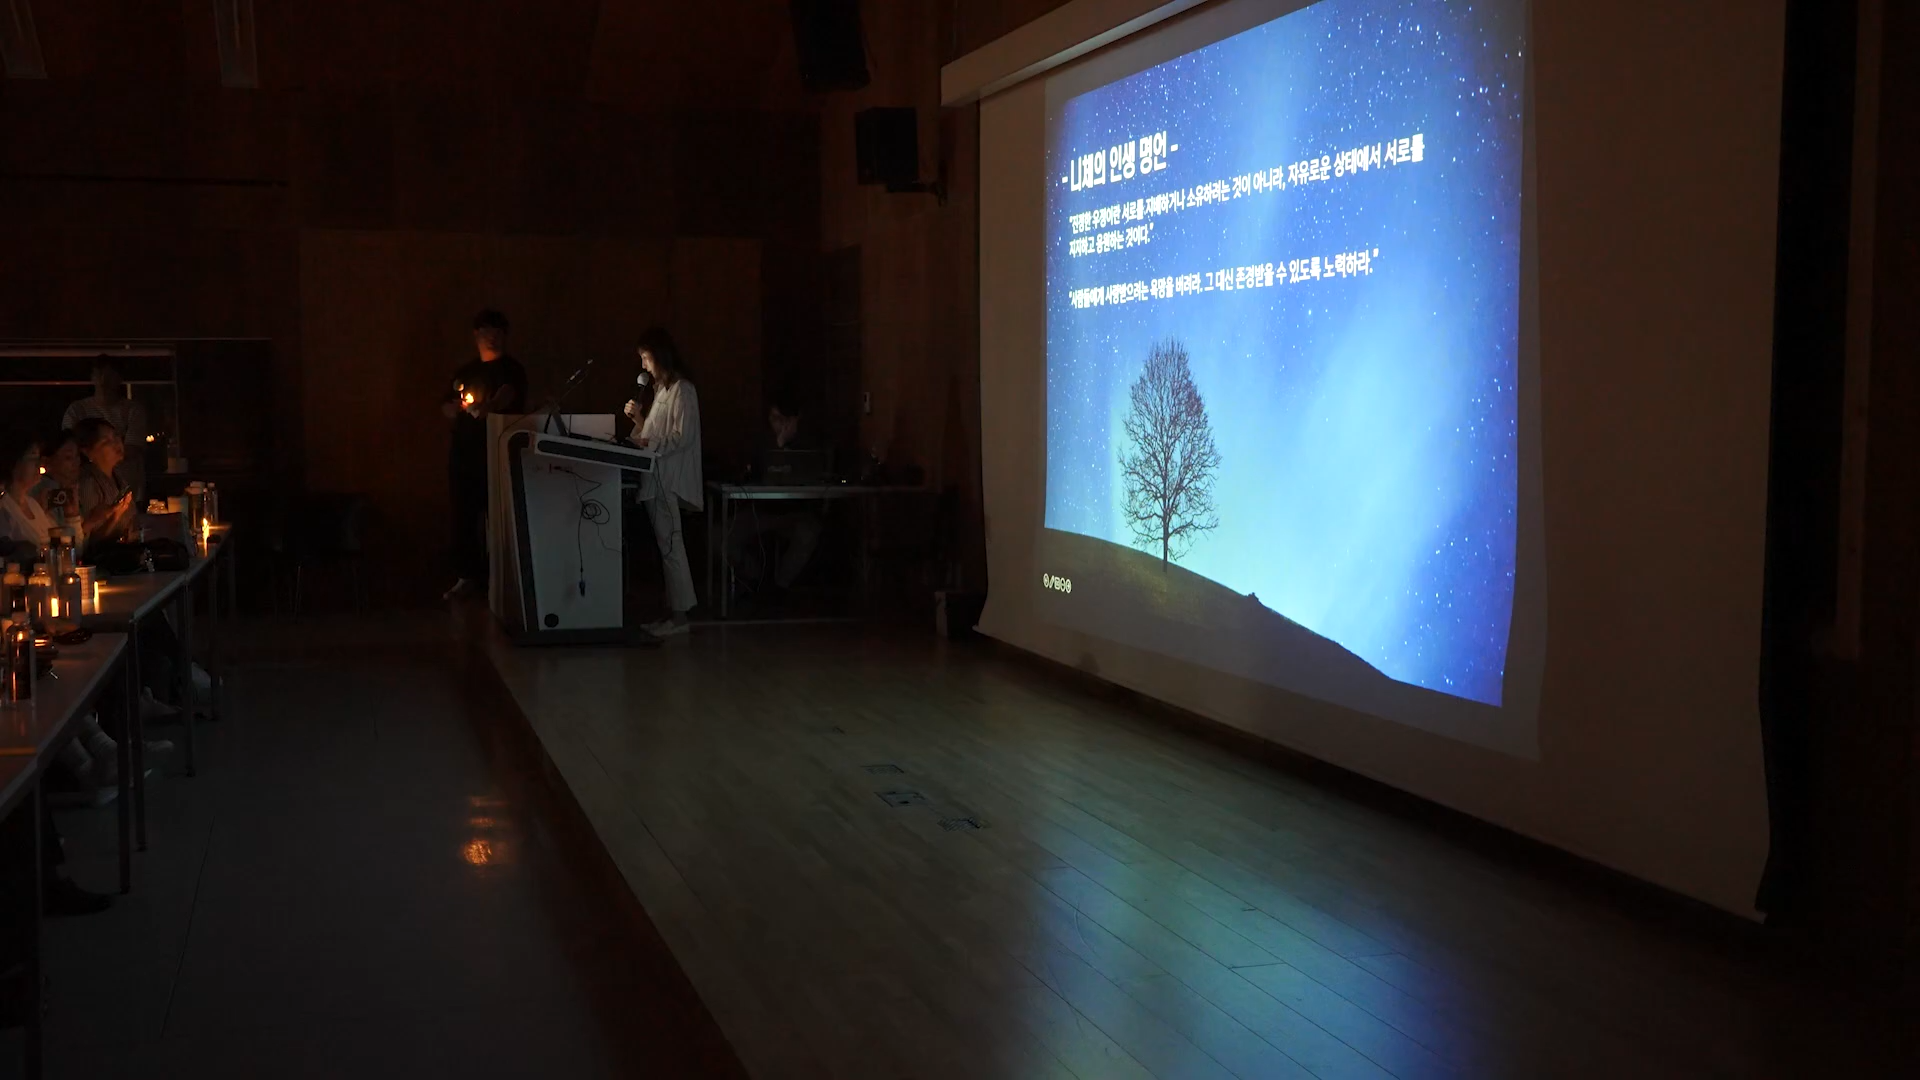 - 니체의 인생 명언 -
"진정한 우정이란 서로를 지배하거나 소유하려는 것이 아니라, 자유로운 상태에서 서로를
지지하고 응원하는 것이다."
"사람들에게 사랑받으려는 욕망을 버려라. 그 대신 존경받을 수 있도록 노력하라."